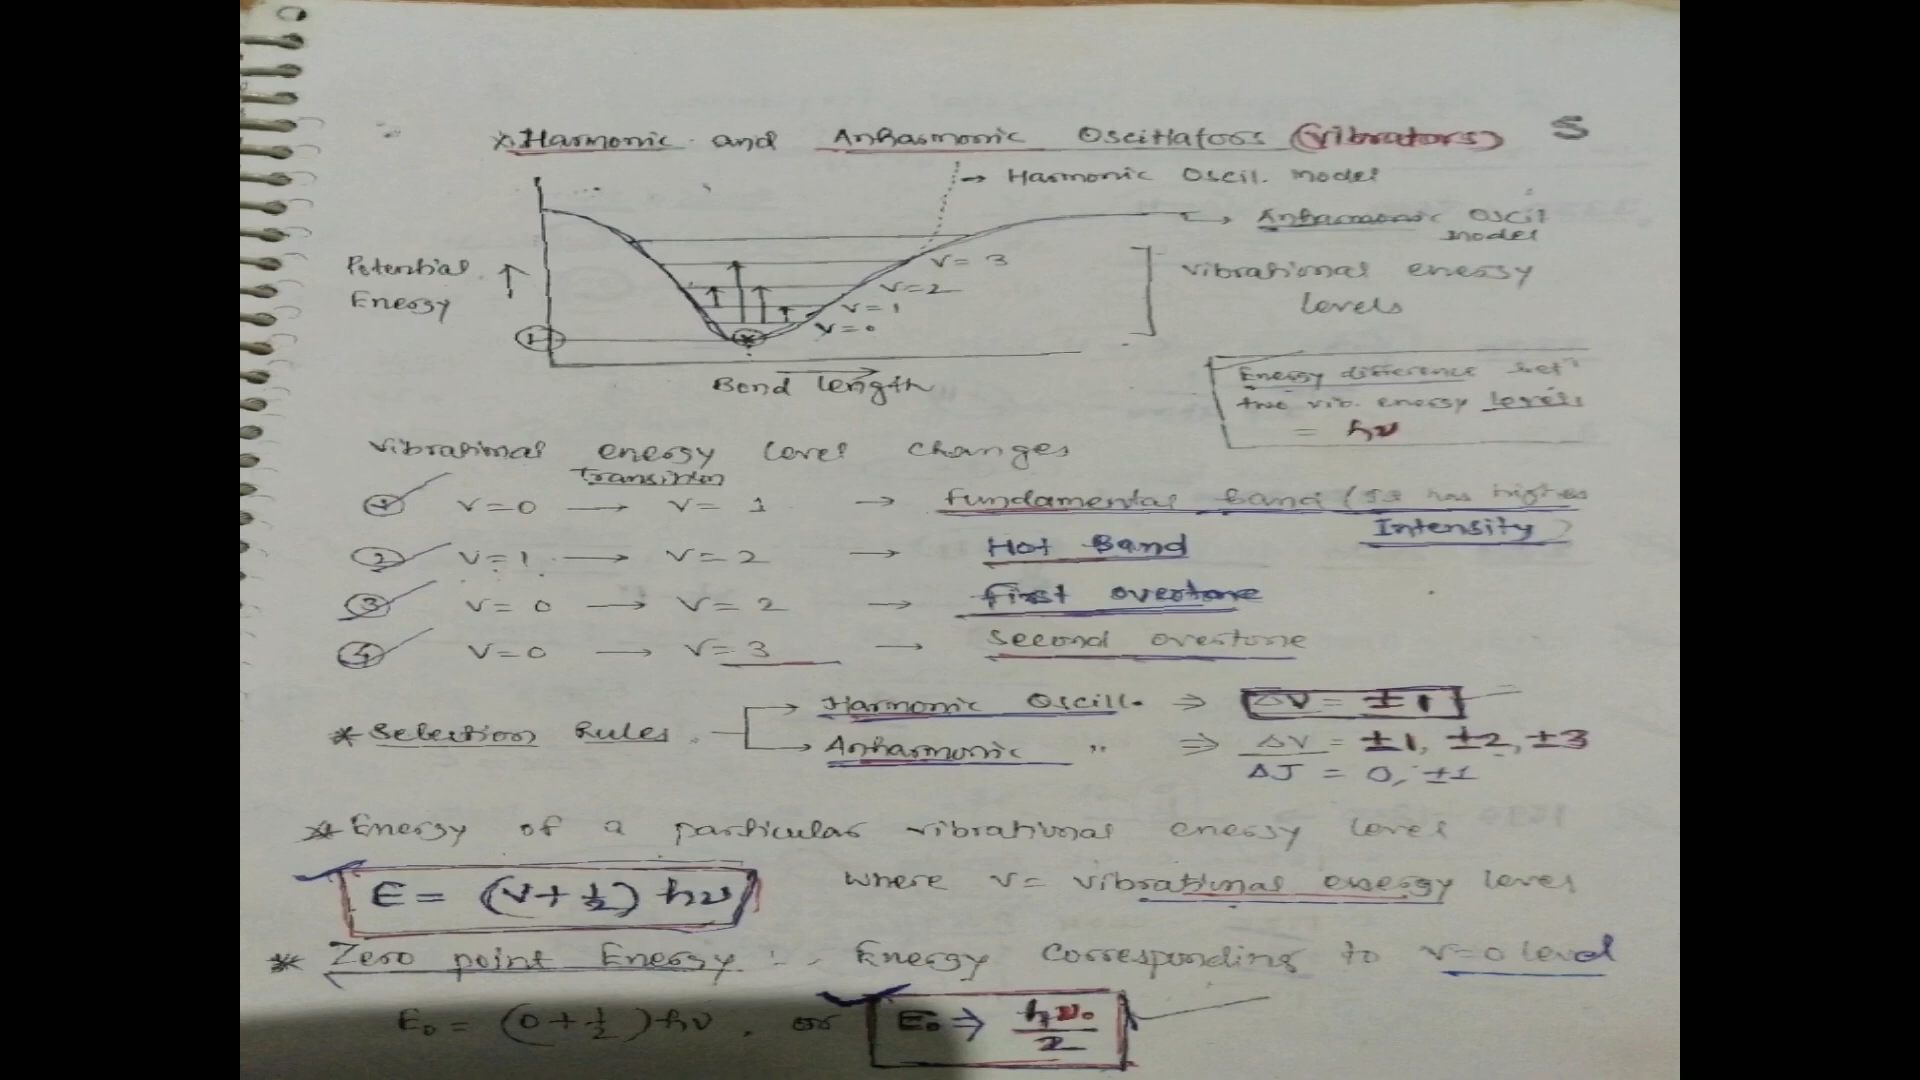 * Harmonic and Anharmonic Oscillators (Vibrators) 5
→ Harmonic Oscil. model
→ Anharmonic Oscil model
Potential Energy ↑
V=3
V=2
V=1
V=0
Vibrational energy levels
Bond length
Energy difference betn
two vib. energy levels
= hν
Vibrational energy level changes
transition
① V=0 → V=1 → fundamental band (It has highest
Intensity)
② V=1 → V=2 → Hot Band
③ V=0 → V=2 → first overtone
④ V=0 → V=3 → Second overtone
* Selection Rules → Harmonic Oscill. ⇒ ΔV = ±1
→ Anharmonic " ⇒ ΔV = ±1, ±2, ±3
ΔJ = 0, ±1
* Energy of a particular vibrational energy level
E = (V+1/2) hν where V= vibrational energy level
* Zero point Energy :- Energy corresponding to V=0 level
E₀ = (0+1/2)hν, or E₀ ⇒ hν₀/2